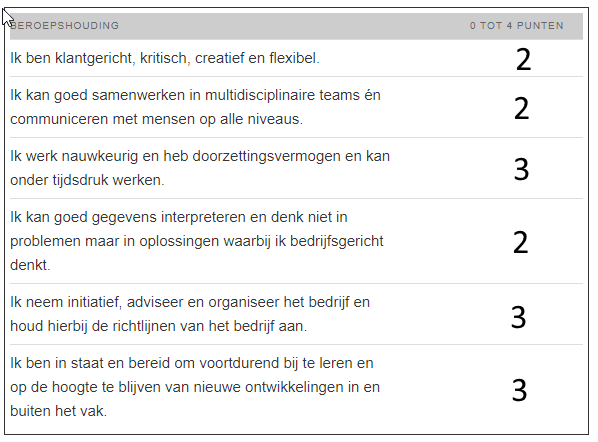 BEROEPSHOUDING 0 TOT 4 PUNTEN
Ik ben klantgericht, kritisch, creatief en flexibel. 2
Ik kan goed samenwerken in multidisciplinaire teams én
communiceren met mensen op alle niveaus. 2
Ik werk nauwkeurig en heb doorzettingsvermogen en kan
onder tijdsdruk werken. 3
Ik kan goed gegevens interpreteren en denk niet in
problemen maar in oplossingen waarbij ik bedrijfsgericht
denkt. 2
Ik neem initiatief, adviseer en organiseer het bedrijf en
houd hierbij de richtlijnen van het bedrijf aan. 3
Ik ben in staat en bereid om voortdurend bij te leren en
op de hoogte te blijven van nieuwe ontwikkelingen in en
buiten het vak. 3